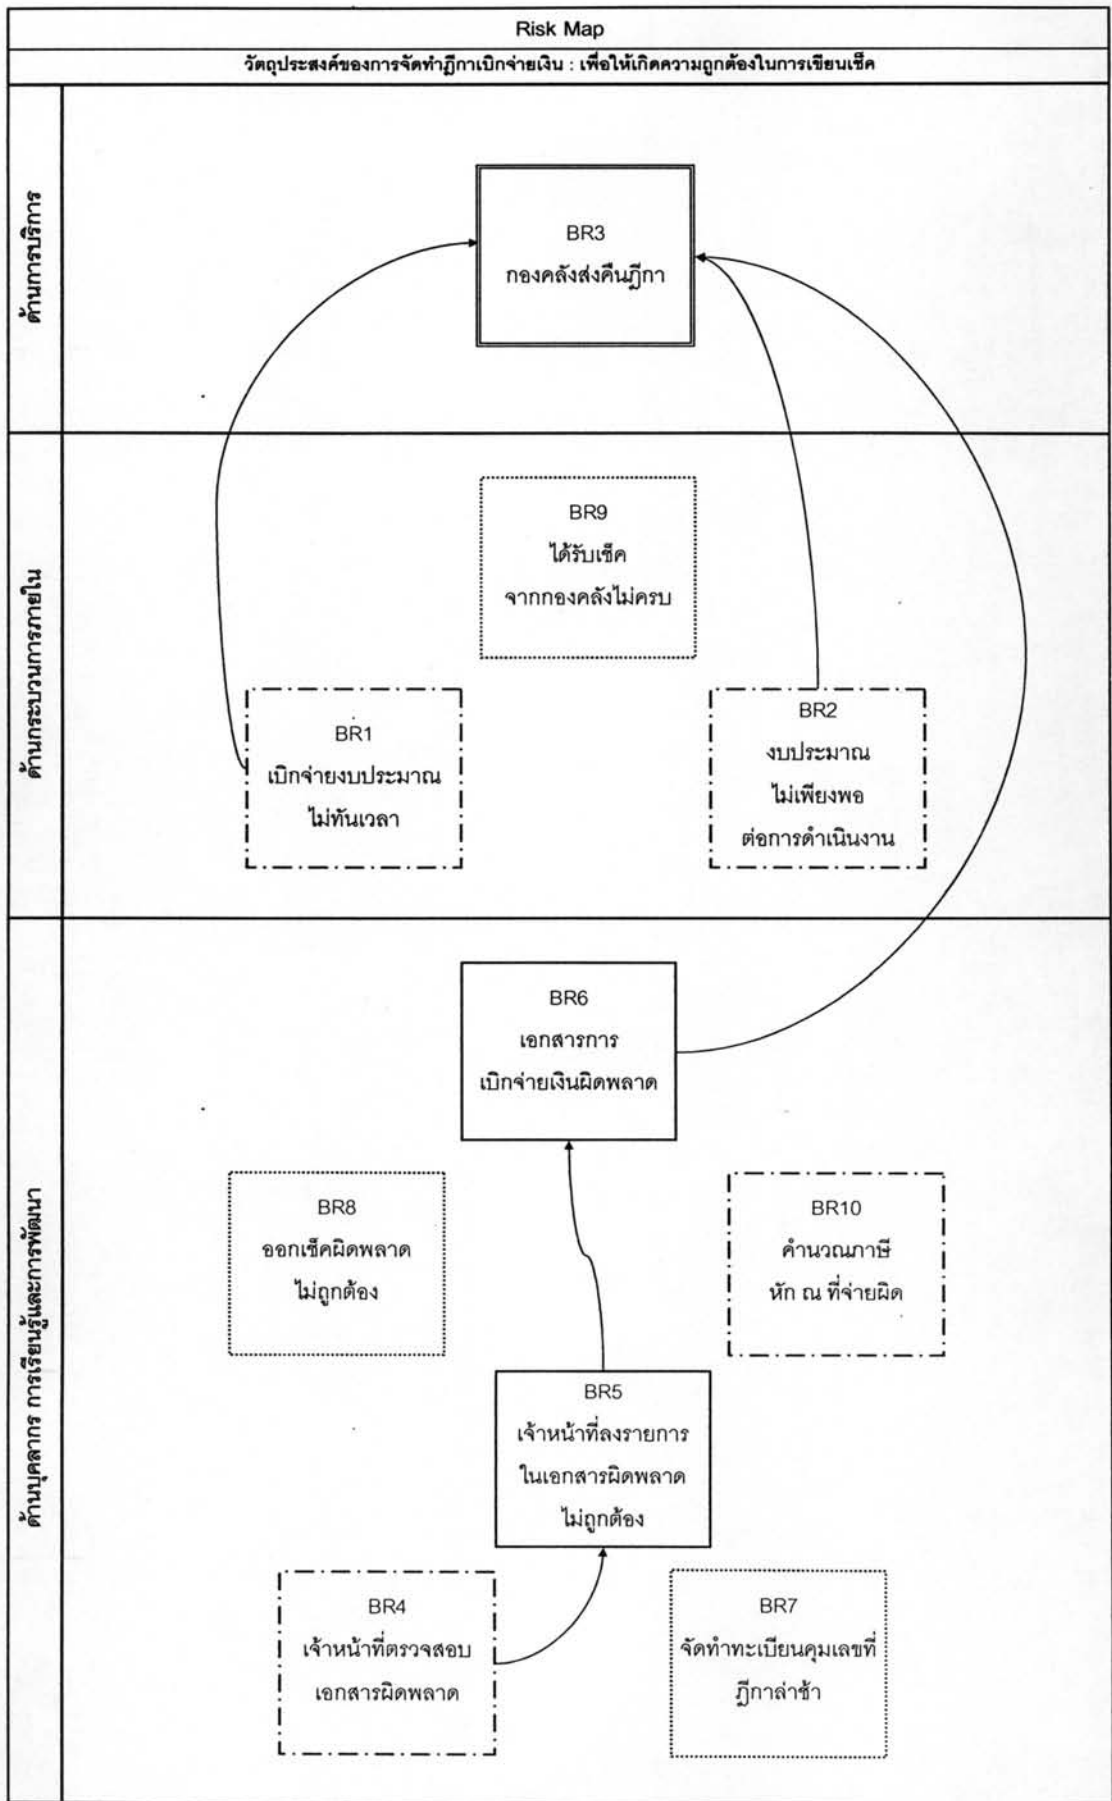 Risk Map
วัตถุประสงค์ของการจัดทำฎีกาเบิกจ่ายเงิน : เพื่อให้เกิดความถูกต้องในการเขียนเช็ค
ด้านการบริการ
BR3
กองคลังส่งคืนฎีกา
ด้านกระบวนการภายใน
BR9
ได้รับเช็ค
จากกองคลังไม่ครบ
BR1
เบิกจ่ายงบประมาณ
ไม่ทันเวลา
BR2
งบประมาณ
ไม่เพียงพอ
ต่อการดำเนินงาน
ด้านบุคลากร การเรียนรู้และการพัฒนา
BR6
เอกสารการ
เบิกจ่ายเงินผิดพลาด
BR8
ออกเช็คผิดพลาด
ไม่ถูกต้อง
BR10
คำนวณภาษี
หัก ณ ที่จ่ายผิด
BR5
เจ้าหน้าที่ลงรายการ
ในเอกสารผิดพลาด
ไม่ถูกต้อง
BR4
เจ้าหน้าที่ตรวจสอบ
เอกสารผิดพลาด
BR7
จัดทำทะเบียนคุมเลขที่
ฎีกาล่าช้า